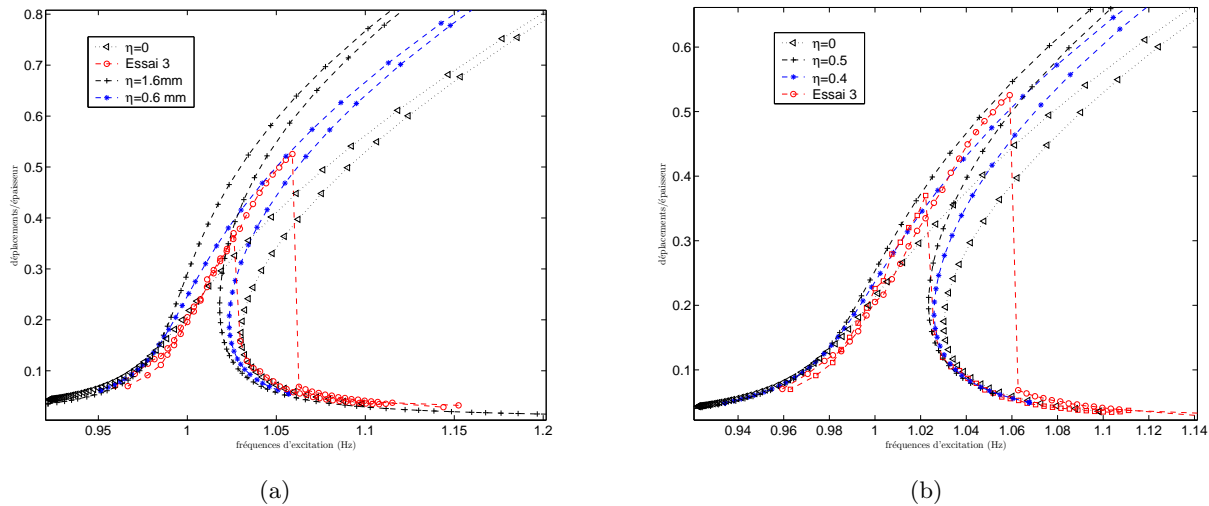 0.8
0.7
0.6
0.5
0.4
0.3
0.2
0.1
déplacements/épaisseur
η=0
Essai 3
η=1.6mm
η=0.6 mm
0.95
1
1.05
1.1
1.15
1.2
fréquences d'excitation (Hz)
(a)
0.6
0.5
0.4
0.3
0.2
0.1
déplacements/épaisseur
η=0
η=0.5
η=0.4
Essai 3
0.94
0.96
0.98
1
1.02
1.04
1.06
1.08
1.1
1.12
1.14
fréquences d'excitation (Hz)
(b)